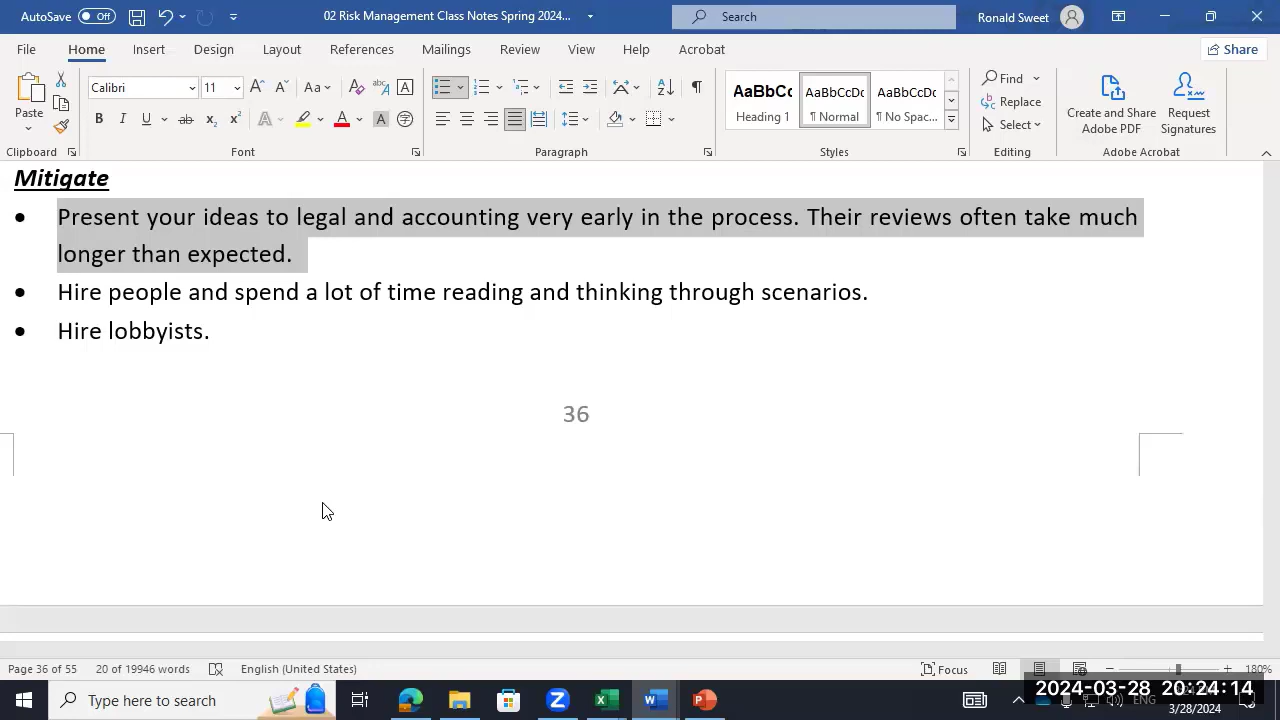 AutoSave Off 02 Risk Management Class Notes Spring 2024... Search Ronald Sweet
File Home Insert Design Layout References Mailings Review View Help Acrobat Share
Calibri 11 Aa AaBbCc AaBbCcDc AaBbCcDc Find
Paste Heading 1 ¶ Normal ¶ No Spac... Replace Create and Share Adobe PDF Request Signatures
B I U ab x₂ x² A A A Select
Clipboard Font Paragraph Styles Editing Adobe Acrobat
Mitigate
• Present your ideas to legal and accounting very early in the process. Their reviews often take much
longer than expected.
• Hire people and spend a lot of time reading and thinking through scenarios.
• Hire lobbyists.
36
Page 36 of 55 20 of 19946 words English (United States) Focus 180%
Type here to search ENG
2024-03-28 20:24:14
3/28/2024